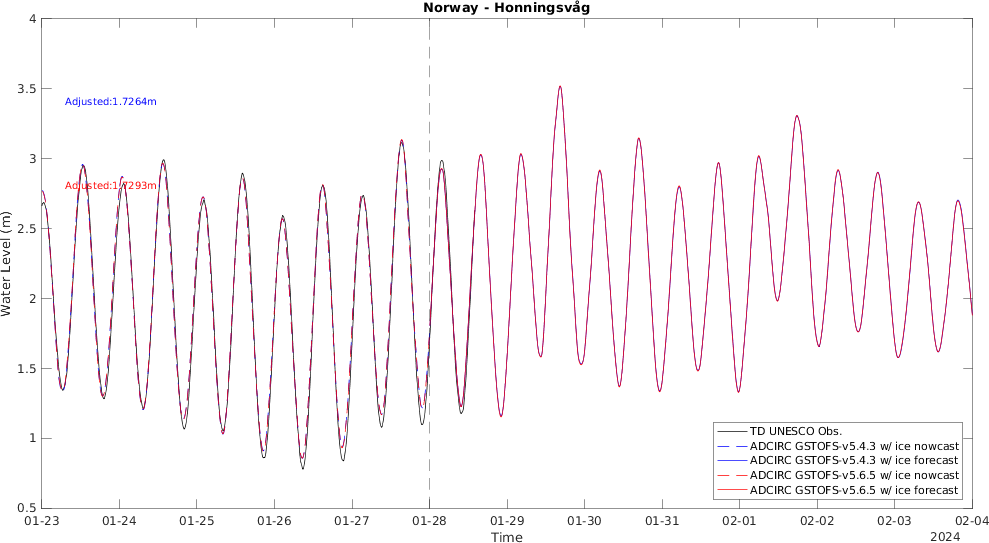 Norway - Honningsvåg
4
3.5
3
2.5
2
1.5
1
0.5
Water Level (m)
Adjusted:1.7264m
Adjusted:1.7293m
TD UNESCO Obs.
ADCIRC GSTOFS-v5.4.3 w/ ice nowcast
ADCIRC GSTOFS-v5.4.3 w/ ice forecast
ADCIRC GSTOFS-v5.6.5 w/ ice nowcast
ADCIRC GSTOFS-v5.6.5 w/ ice forecast
01-23 01-24 01-25 01-26 01-27 01-28 01-29 01-30 01-31 02-01 02-02 02-03 02-04
Time
2024